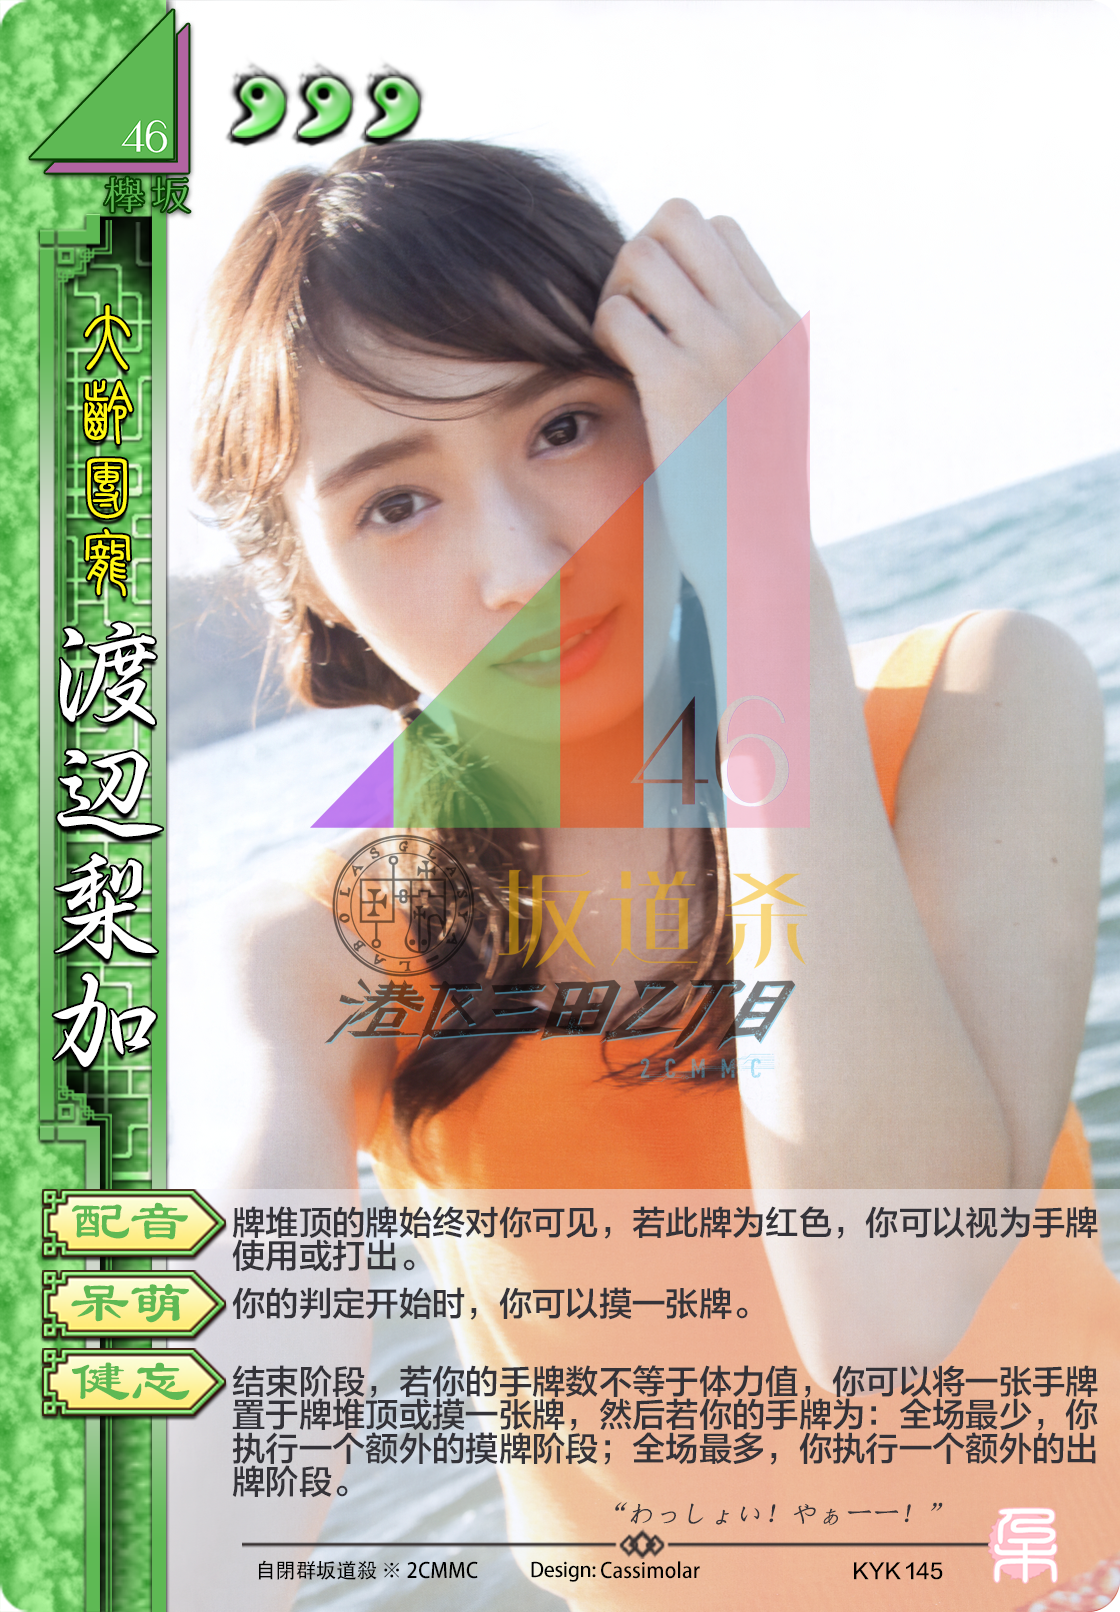 46
欅坂
大齡團寵
渡辺梨加
46
LASGLASYALABO
坂道杀
港区三田2丁目
2CMMC
配音
牌堆顶的牌始终对你可见，若此牌为红色，你可以视为手牌
使用或打出。
呆萌
你的判定开始时，你可以摸一张牌。
健忘
结束阶段，若你的手牌数不等于体力值，你可以将一张手牌
置于牌堆顶或摸一张牌，然后若你的手牌为：全场最少，你
执行一个额外的摸牌阶段；全场最多，你执行一个额外的出
牌阶段。
“わっしょい！やぁーー！”
自閉群坂道殺 ※ 2CMMC
Design: Cassimolar
KYK 145